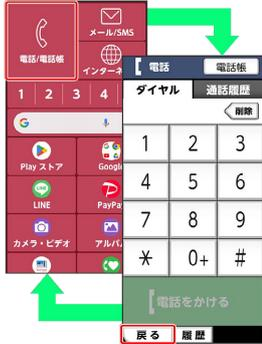 電話/電話帳
メール/SMS
インターネ
1 2 3 4
G
Play ストア
Google
LINE
PayPay
カメラ・ビデオ
アルバ
電話
電話帳
ダイヤル
通話履歴
削除
1 2 3
4 5 6
7 8 9
* 0+ #
電話をかける
戻る
履歴